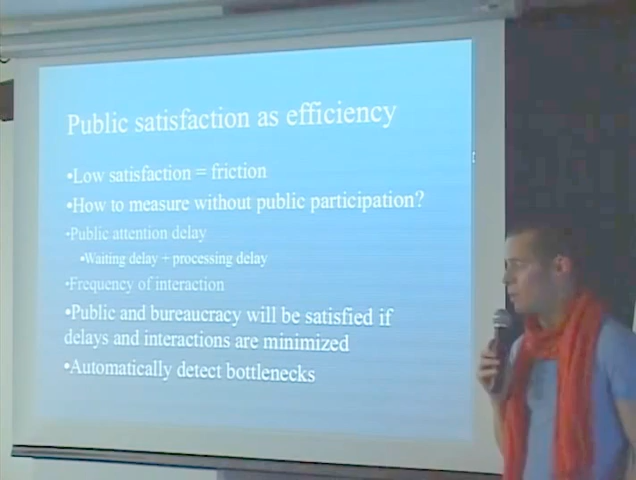 Public satisfaction as efficiency
•Low satisfaction = friction
•How to measure without public participation?
•Public attention delay
•Waiting delay + processing delay
•Frequency of interaction
•Public and bureaucracy will be satisfied if
delays and interactions are minimized
•Automatically detect bottlenecks